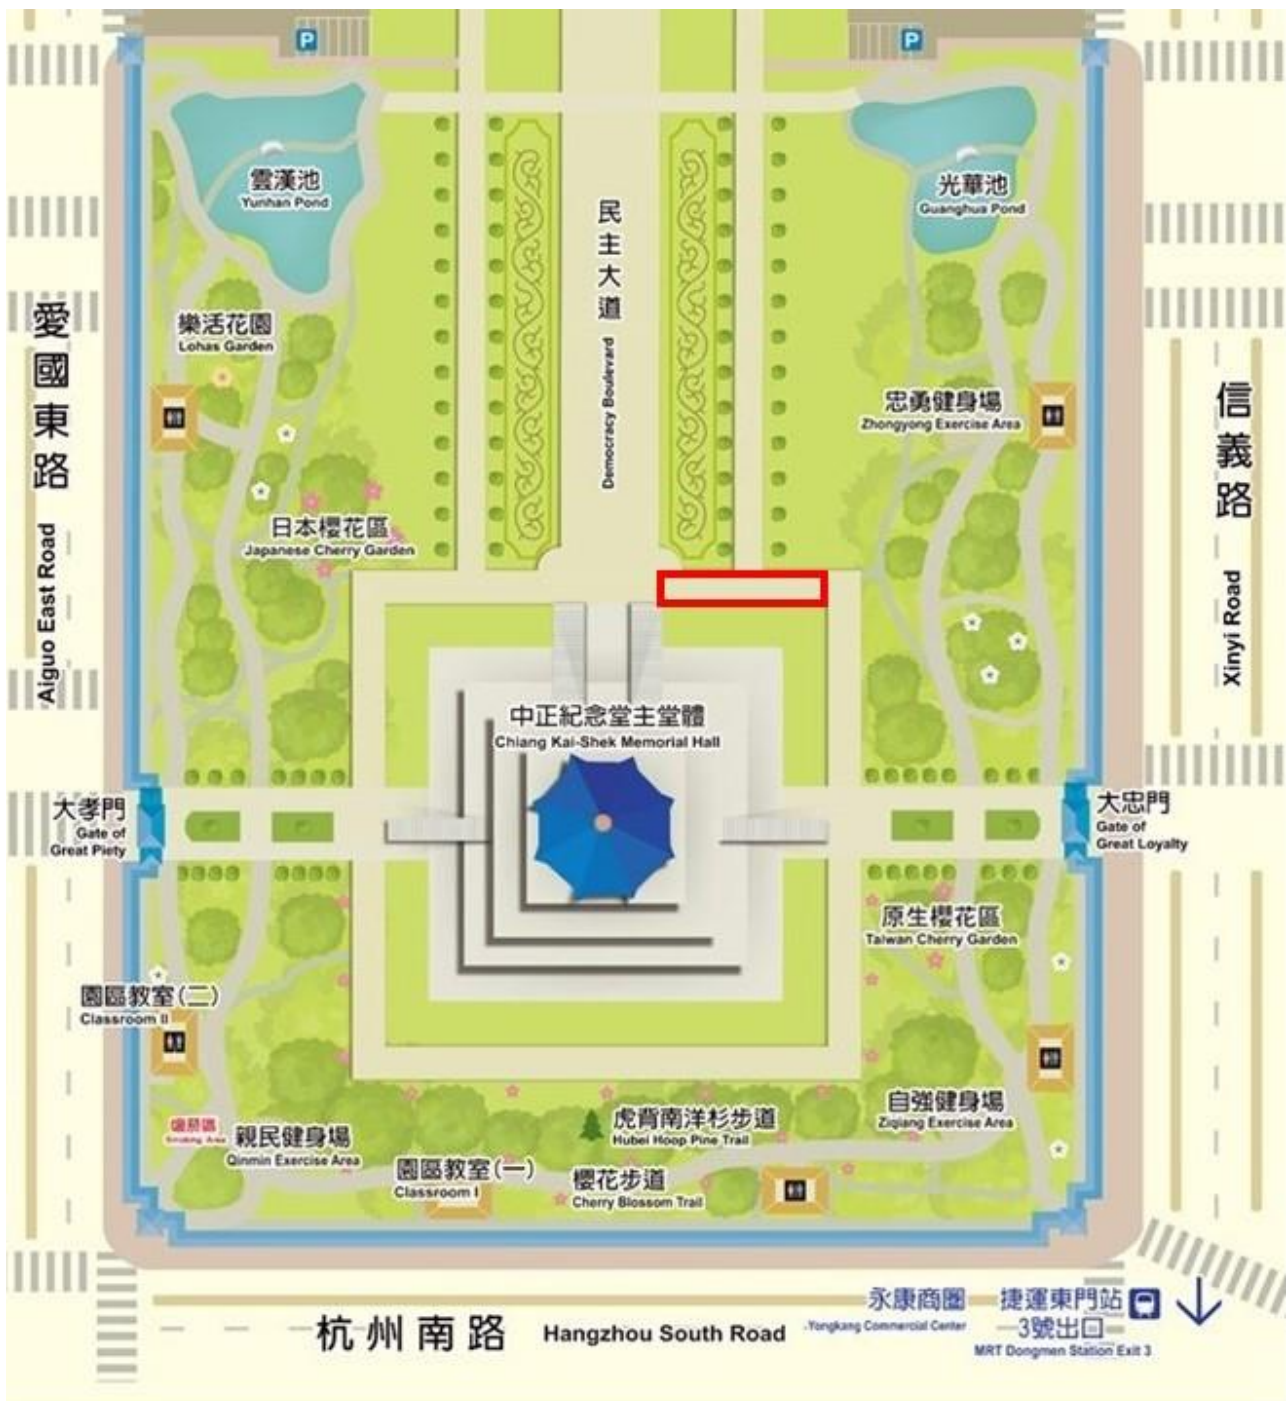 P
P
雲漢池
Yunhan Pond
光華池
Guanghua Pond
民主大道
Democracy Boulevard
愛國東路
Aiguo East Road
樂活花園
Lohas Garden
忠勇健身場
Zhongyong Exercise Area
信義路
Xinyi Road
日本櫻花區
Japanese Cherry Garden
中正紀念堂主堂體
Chiang Kai-Shek Memorial Hall
大孝門
Gate of
Great Piety
大忠門
Gate of
Great Loyalty
原生櫻花區
Taiwan Cherry Garden
園區教室(二)
Classroom II
吸菸區
Smoking Area
親民健身場
Qinmin Exercise Area
虎背南洋杉步道
Hubei Hoop Pine Trail
自強健身場
Ziqiang Exercise Area
園區教室(一)
Classroom I
櫻花步道
Cherry Blossom Trail
杭州南路 Hangzhou South Road
永康商圈
Yongkang Commercial Center
捷運東門站
3號出口
MRT Dongmen Station Exit 3